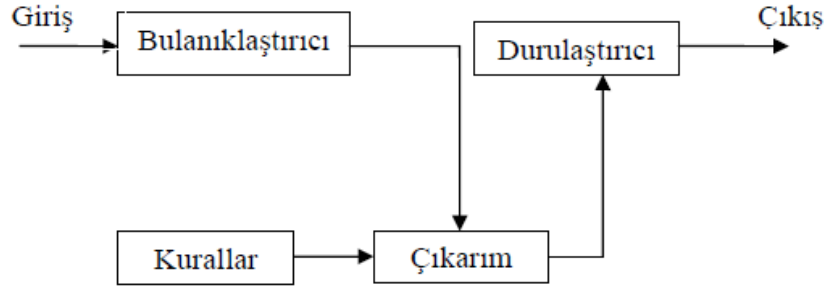 Giriş
Bulanıklaştırıcı
Durulaştırıcı
Çıkış
Kurallar
Çıkarım